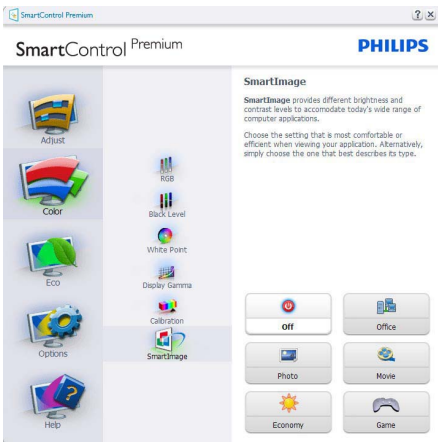 SmartControl Premium
SmartControl Premium
PHILIPS
Adjust
Color
Eco
Options
Help
RGB
Black Level
White Point
Display Gamma
Calibration
SmartImage
SmartImage
SmartImage provides different brightness and
contrast levels to accomodate today's wide range of
computer applications.
Choose the setting that is most comfortable or
efficient when viewing your application. Alternatively,
simply choose the one that best describes its type.
Off
Office
Photo
Movie
Economy
Game